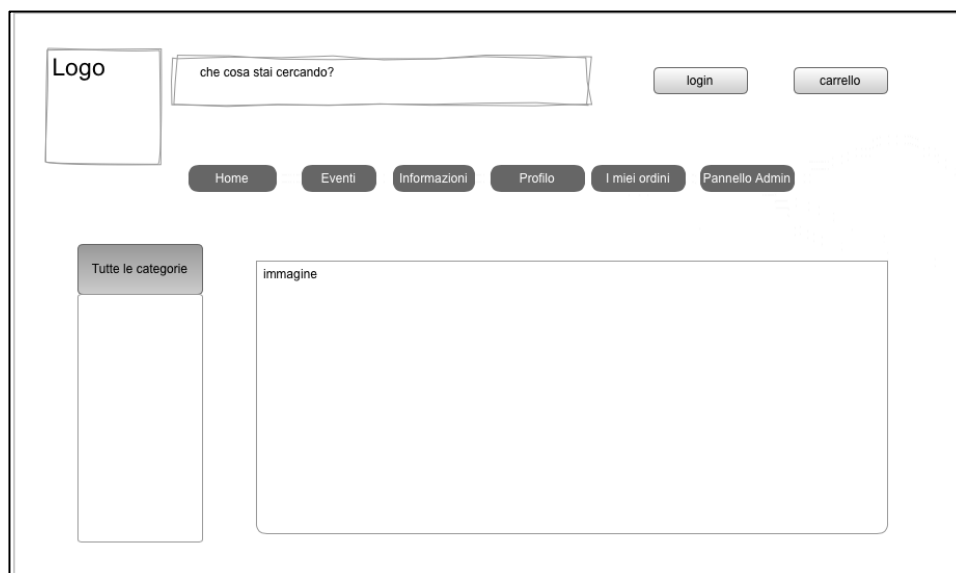 Logo
che cosa stai cercando?
login
carrello
Home
Eventi
Informazioni
Profilo
I miei ordini
Pannello Admin
Tutte le categorie
immagine